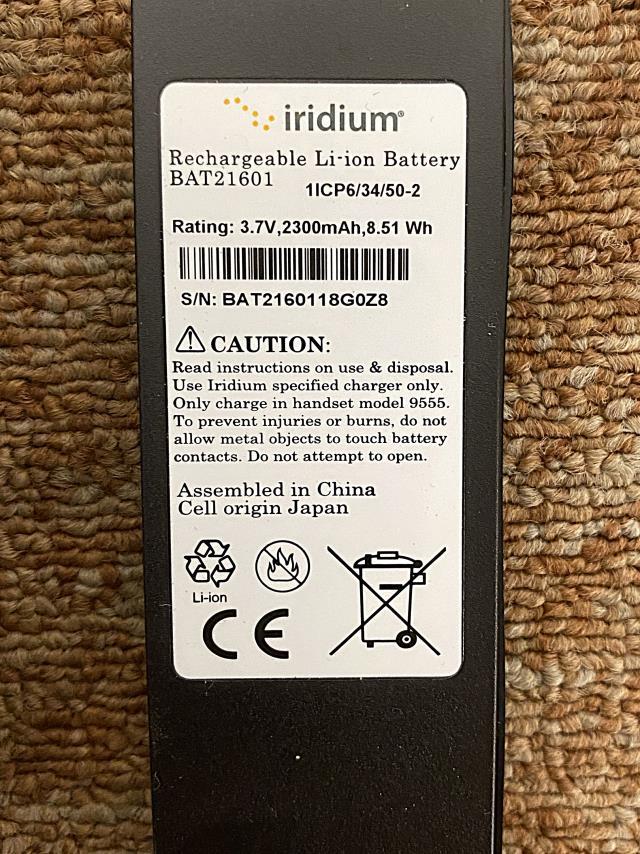 iridium®
Rechargeable Li-ion Battery
BAT21601 1ICP6/34/50-2
Rating: 3.7V,2300mAh,8.51 Wh
S/N: BAT2160118G0Z8
CAUTION:
Read instructions on use & disposal.
Use Iridium specified charger only.
Only charge in handset model 9555.
To prevent injuries or burns, do not
allow metal objects to touch battery
contacts. Do not attempt to open.
Assembled in China
Cell origin Japan
Li-ion
CE